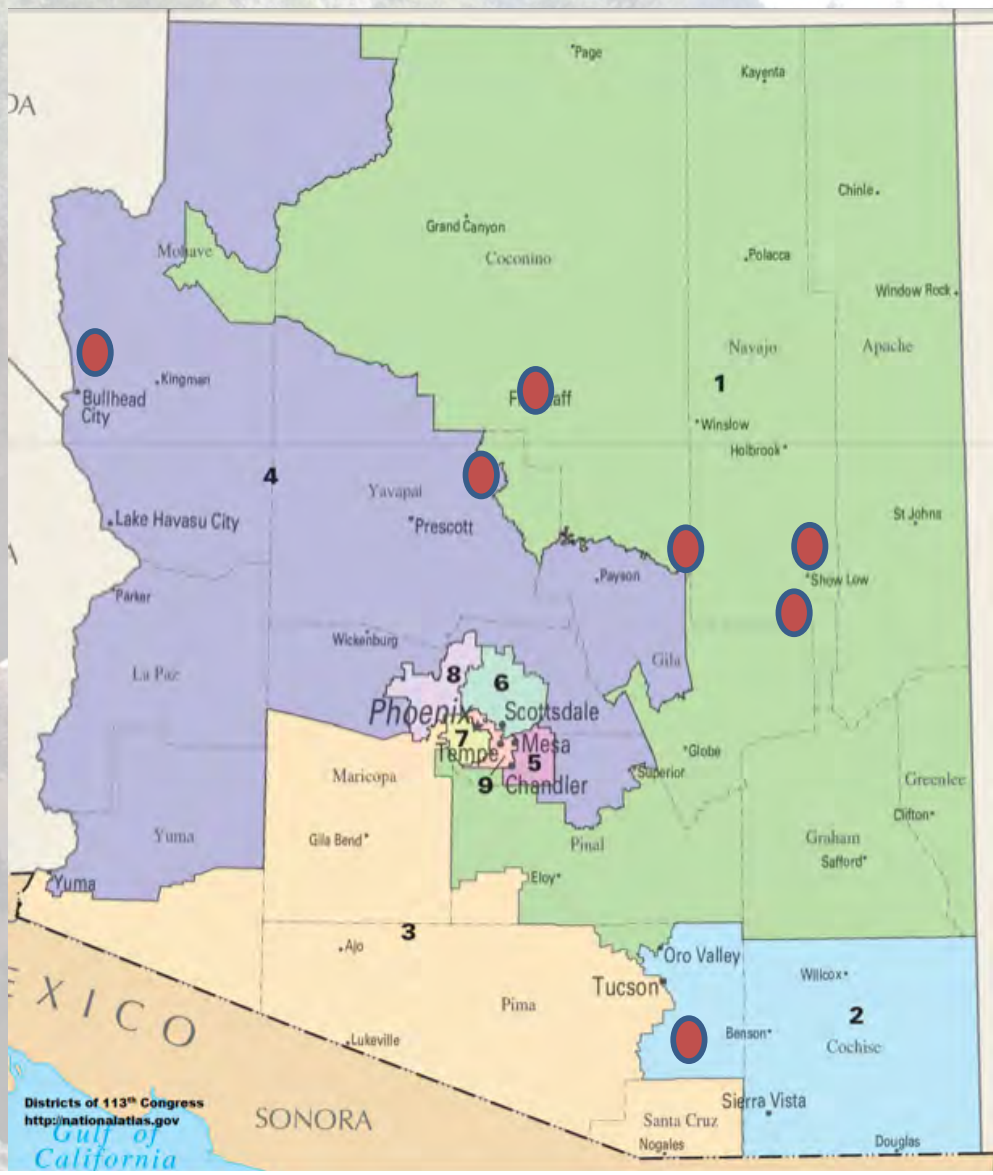 Page
Kayenta
DA
Chinle
Grand Canyon
Mohave
Coconino
Polacca
Window Rock
Navajo
Apache
Kingman
1
Bullhead
City
Winslow
Holbrook
4
Yavapai
Lake Havasu City
Prescott
St Johns
Payson
Show Low
Parker
Wickenburg
La Paz
Gila
8
6
Phoenix
Scottsdale
7
Mesa
Tempe
5
Globe
Superior
Maricopa
9
Chandler
Greenlee
Clifton
Yuma
Gila Bend
Pinal
Graham
Safford
Eloy
Yuma
3
Ajo
Oro Valley
Willcox
Tucson
EXICO
Pima
2
Benson
Cochise
Lukeville
Districts of 113th Congress
http://nationalatlas.gov
Gulf of
California
SONORA
Sierra Vista
Santa Cruz
Nogales
Douglas